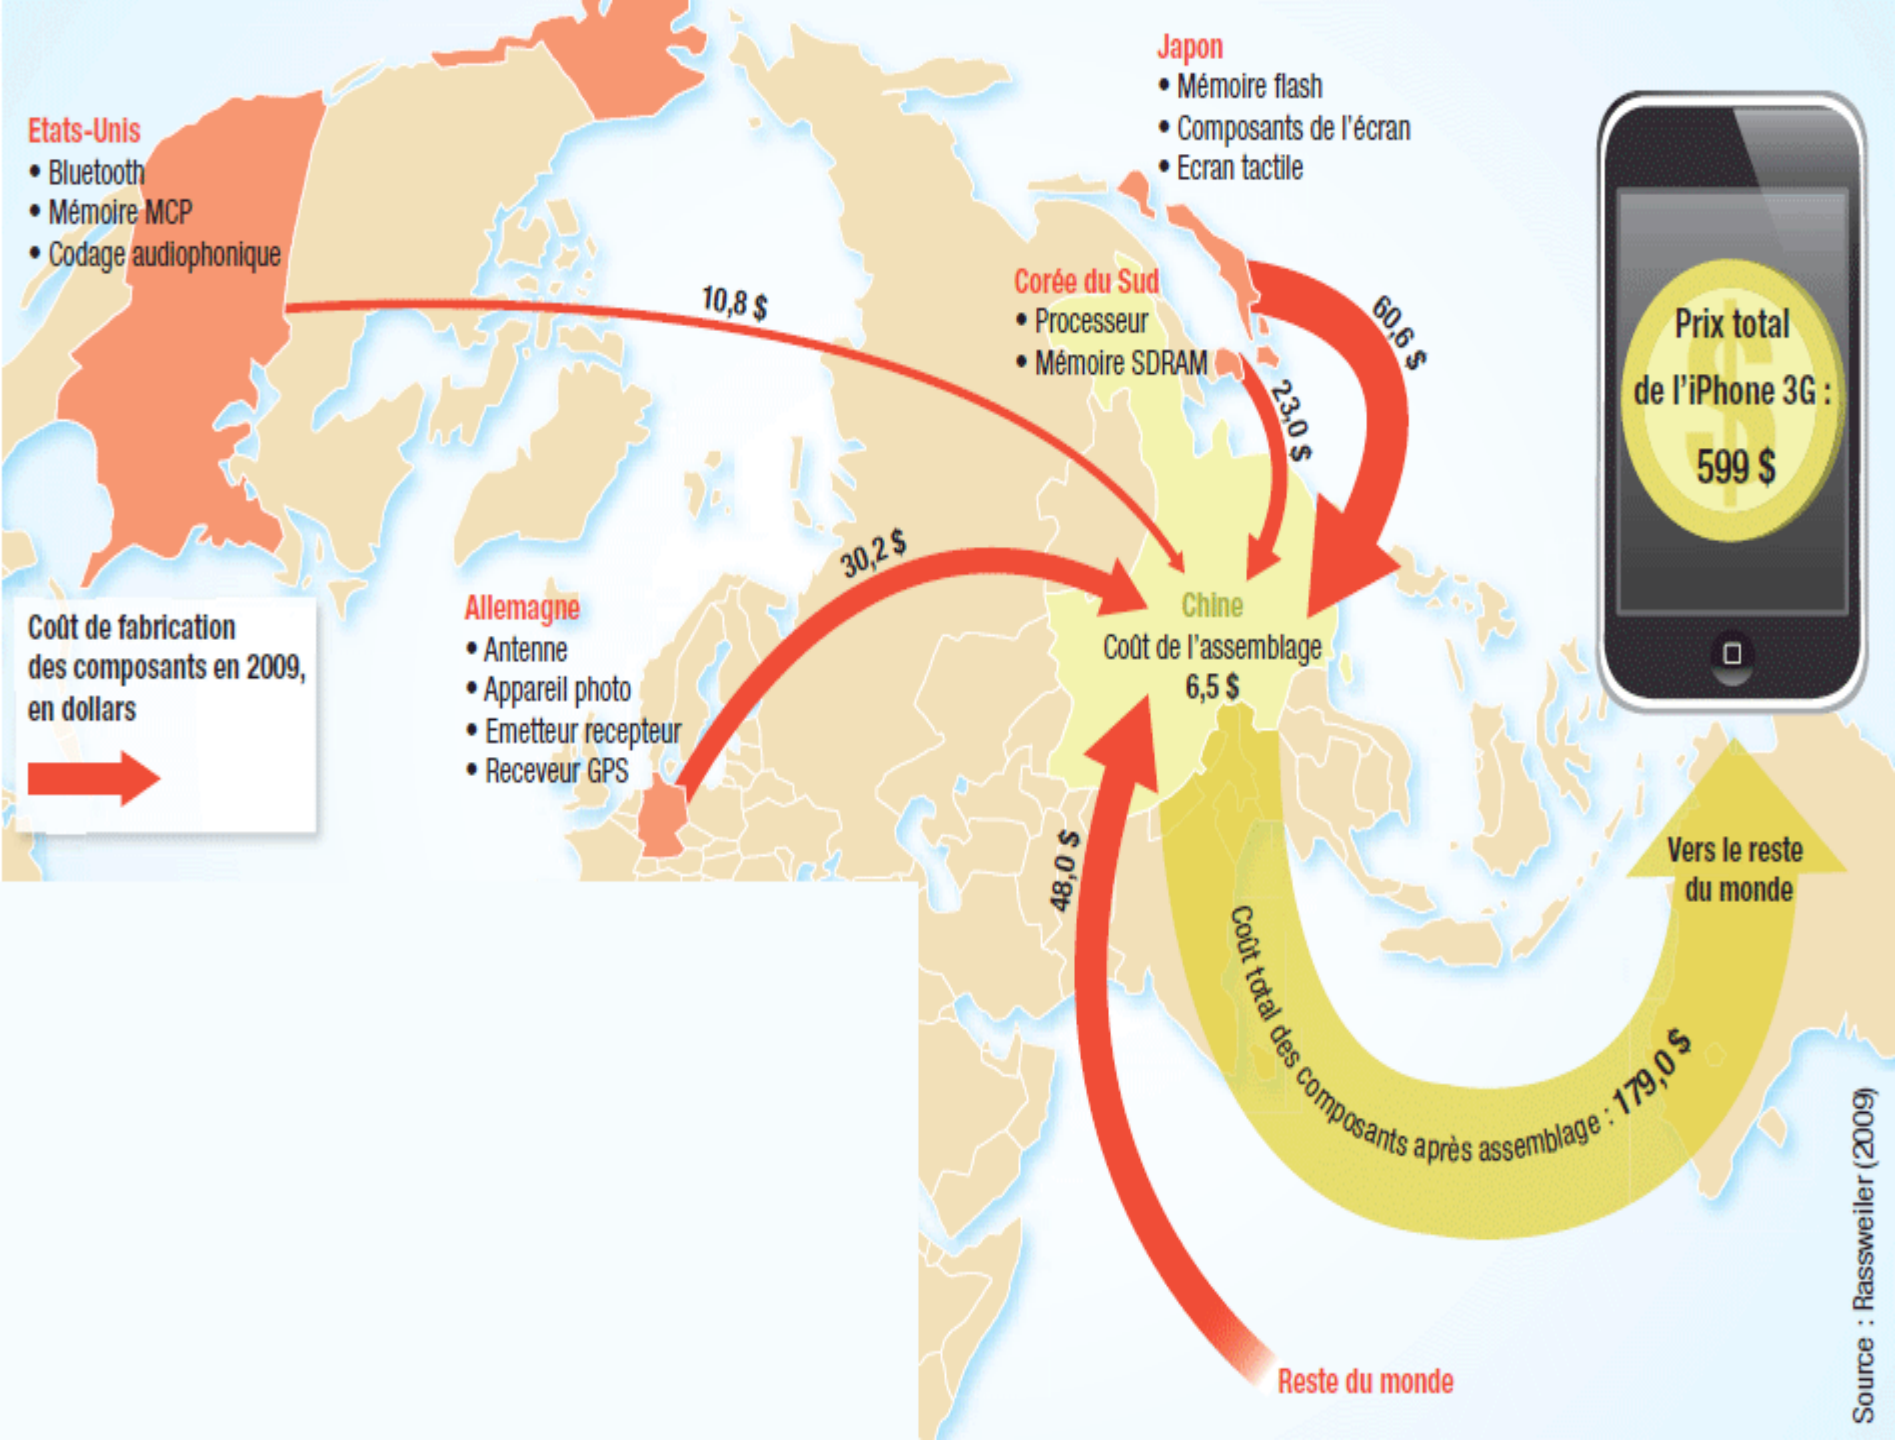 Etats-Unis
• Bluetooth
• Mémoire MCP
• Codage audiophonique
10,8 $
Japon
• Mémoire flash
• Composants de l'écran
• Ecran tactile
60,6 $
Corée du Sud
• Processeur
• Mémoire SDRAM
23,0 $
Prix total
de l'iPhone 3G :
599 $
Coût de fabrication
des composants en 2009,
en dollars
Allemagne
• Antenne
• Appareil photo
• Emetteur recepteur
• Receveur GPS
30,2 $
Chine
Coût de l'assemblage
6,5 $
48,0 $
Reste du monde
Coût total des composants après assemblage : 179,0 $
Vers le reste
du monde
Source : Rassweiler (2009)